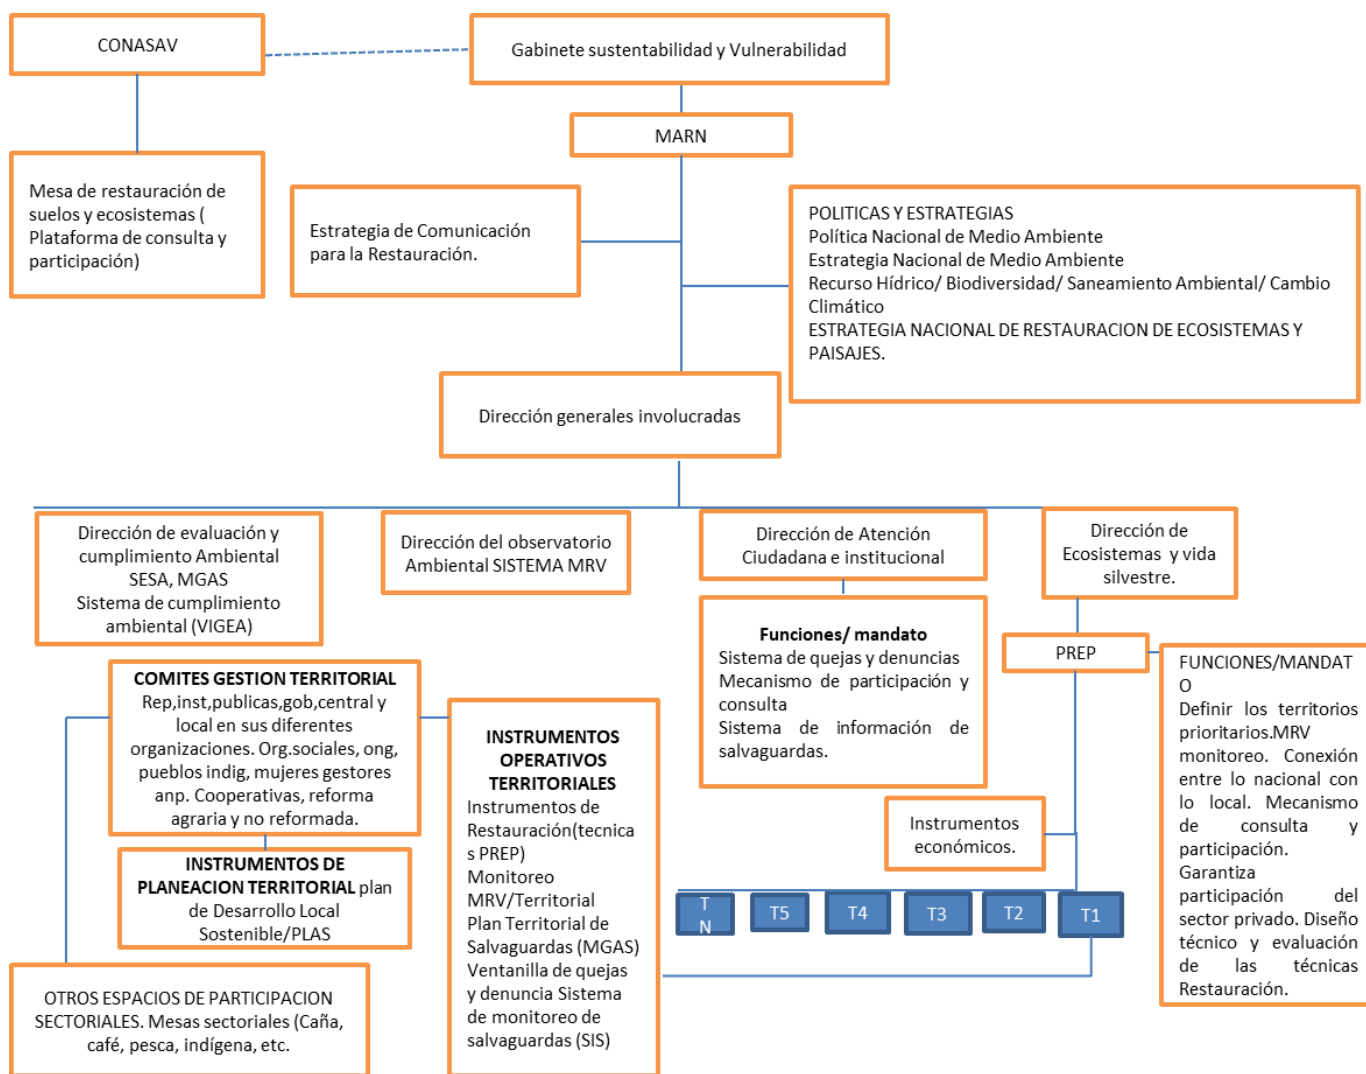 CONASAV
Gabinete sustentabilidad y Vulnerabilidad
MARN
Mesa de restauración de
suelos y ecosistemas (
Plataforma de consulta y
participación)
Estrategia de Comunicación
para la Restauración.
POLITICAS Y ESTRATEGIAS
Política Nacional de Medio Ambiente
Estrategia Nacional de Medio Ambiente
Recurso Hídrico/ Biodiversidad/ Saneamiento Ambiental/ Cambio
Climático
ESTRATEGIA NACIONAL DE RESTAURACION DE ECOSISTEMAS Y
PAISAJES.
Dirección generales involucradas
Dirección de evaluación y
cumplimiento Ambiental
SESA, MGAS
Sistema de cumplimiento
ambiental (VIGEA)
Dirección del observatorio
Ambiental SISTEMA MRV
Dirección de Atención
Ciudadana e institucional
Dirección de
Ecosistemas y vida
silvestre.
Funciones/ mandato
Sistema de quejas y denuncias
Mecanismo de participación y
consulta
Sistema de información de
salvaguardas.
PREP
FUNCIONES/MANDAT
O
Definir los territorios
prioritarios.MRV
monitoreo. Conexión
entre lo nacional con
lo local. Mecanismo
de consulta y
participación.
Garantiza
participación del
sector privado. Diseño
técnico y evaluación
de las técnicas
Restauración.
COMITES GESTION TERRITORIAL
Rep,inst,publicas,gob,central y
local en sus diferentes
organizaciones. Org.sociales, ong,
pueblos indig, mujeres gestores
anp. Cooperativas, reforma
agraria y no reformada.
INSTRUMENTOS
OPERATIVOS
TERRITORIALES
Instrumentos de
Restauración(tecnica
s PREP)
Monitoreo
MRV/Territorial
Plan Territorial de
Salvaguardas (MGAS)
Ventanilla de quejas
y denuncia Sistema
de monitoreo de
salvaguardas (SIS)
Instrumentos
económicos.
INSTRUMENTOS DE
PLANEACION TERRITORIAL plan
de Desarrollo Local
Sostenible/PLAS
T
N
T5
T4
T3
T2
T1
OTROS ESPACIOS DE PARTICIPACION
SECTORIALES. Mesas sectoriales (Caña,
café, pesca, indígena, etc.